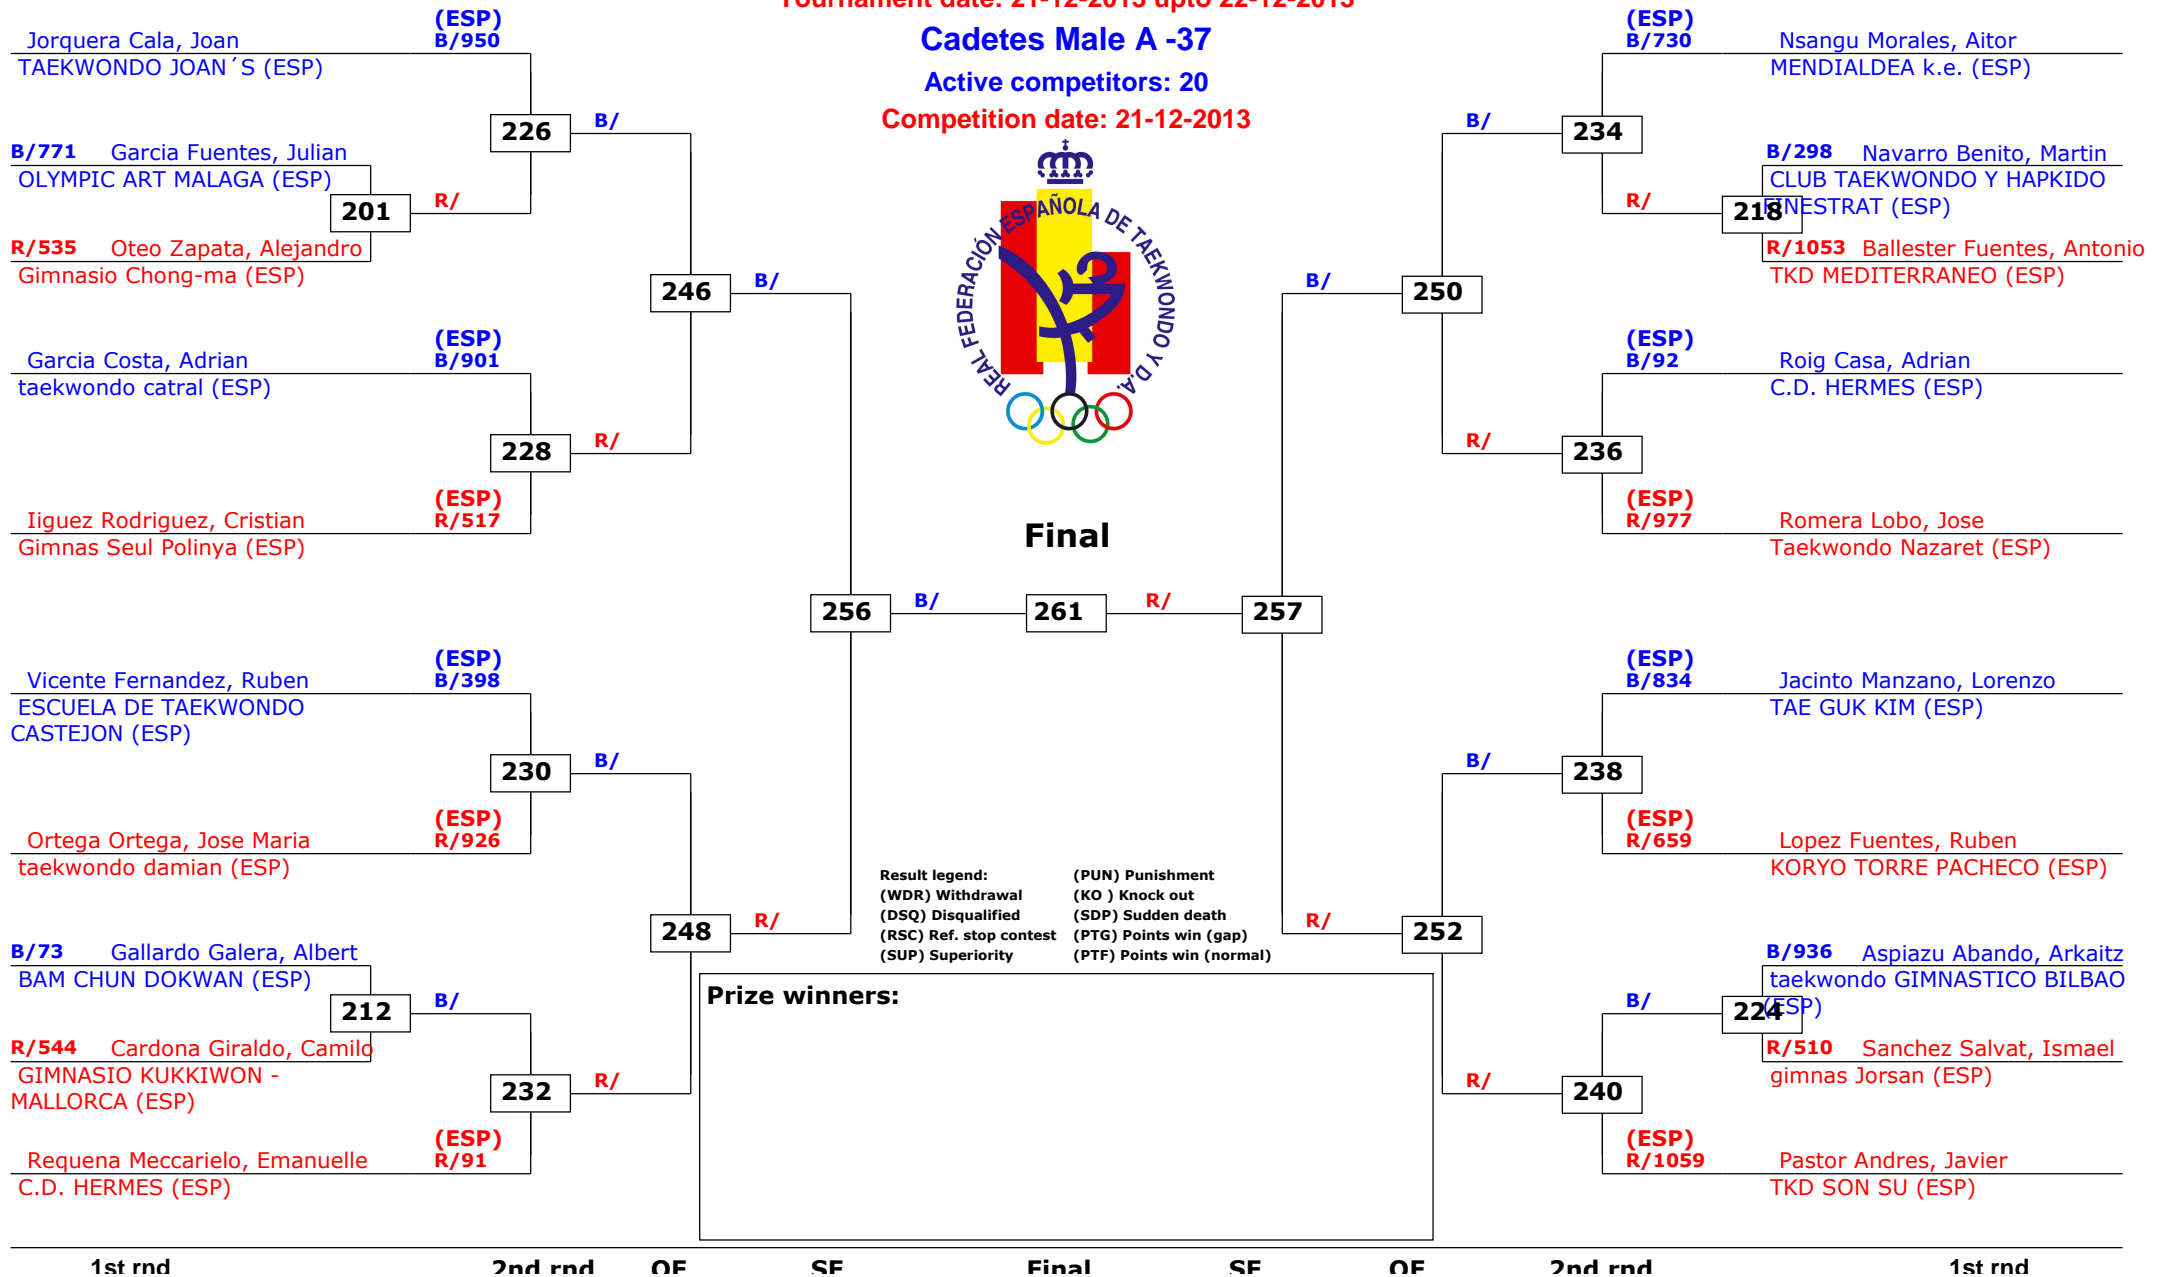 Tournament date: 21-12-2013 upto 22-12-2013
Cadetes Male A -37
Active competitors: 20
Competition date: 21-12-2013
REAL FEDERACIÓN ESPAÑOLA DE TAEKWONDO Y D.A.
Jorquera Cala, Joan
(ESP)
B/950
TAEKWONDO JOAN´S (ESP)
226
B/
B/771 Garcia Fuentes, Julian
OLYMPIC ART MALAGA (ESP)
201
R/
R/535 Oteo Zapata, Alejandro
Gimnasio Chong-ma (ESP)
246
B/
Garcia Costa, Adrian
(ESP)
B/901
taekwondo catral (ESP)
228
R/
Iiguez Rodriguez, Cristian
(ESP)
R/517
Gimnas Seul Polinya (ESP)
256
B/
Vicente Fernandez, Ruben
(ESP)
B/398
ESCUELA DE TAEKWONDO
CASTEJON (ESP)
230
B/
Ortega Ortega, Jose Maria
(ESP)
R/926
taekwondo damian (ESP)
248
R/
B/73 Gallardo Galera, Albert
BAM CHUN DOKWAN (ESP)
212
B/
R/544 Cardona Giraldo, Camilo
GIMNASIO KUKKIWON -
MALLORCA (ESP)
232
R/
Requena Meccarielo, Emanuelle
(ESP)
R/91
C.D. HERMES (ESP)
Final
261
R/
257
(ESP)
B/730
Nsangu Morales, Aitor
MENDIALDEA k.e. (ESP)
B/
234
B/298 Navarro Benito, Martin
CLUB TAEKWONDO Y HAPKIDO
FINESTRAT (ESP)
R/
218
R/1053 Ballester Fuentes, Antonio
TKD MEDITERRANEO (ESP)
B/
250
(ESP)
B/92
Roig Casa, Adrian
C.D. HERMES (ESP)
R/
236
(ESP)
R/977
Romera Lobo, Jose
Taekwondo Nazaret (ESP)
(ESP)
B/834
Jacinto Manzano, Lorenzo
TAE GUK KIM (ESP)
B/
238
(ESP)
R/659
Lopez Fuentes, Ruben
KORYO TORRE PACHECO (ESP)
R/
252
B/936 Aspiazu Abando, Arkaitz
taekwondo GIMNASTICO BILBAO
(ESP)
B/
224
R/510 Sanchez Salvat, Ismael
gimnas Jorsan (ESP)
R/
240
(ESP)
R/1059
Pastor Andres, Javier
TKD SON SU (ESP)
Result legend: (PUN) Punishment
(WDR) Withdrawal (KO ) Knock out
(DSQ) Disqualified (SDP) Sudden death
(RSC) Ref. stop contest (PTG) Points win (gap)
(SUP) Superiority (PTF) Points win (normal)
Prize winners:
1st rnd 2nd rnd QF SF Final SF QF 2nd rnd 1st rnd